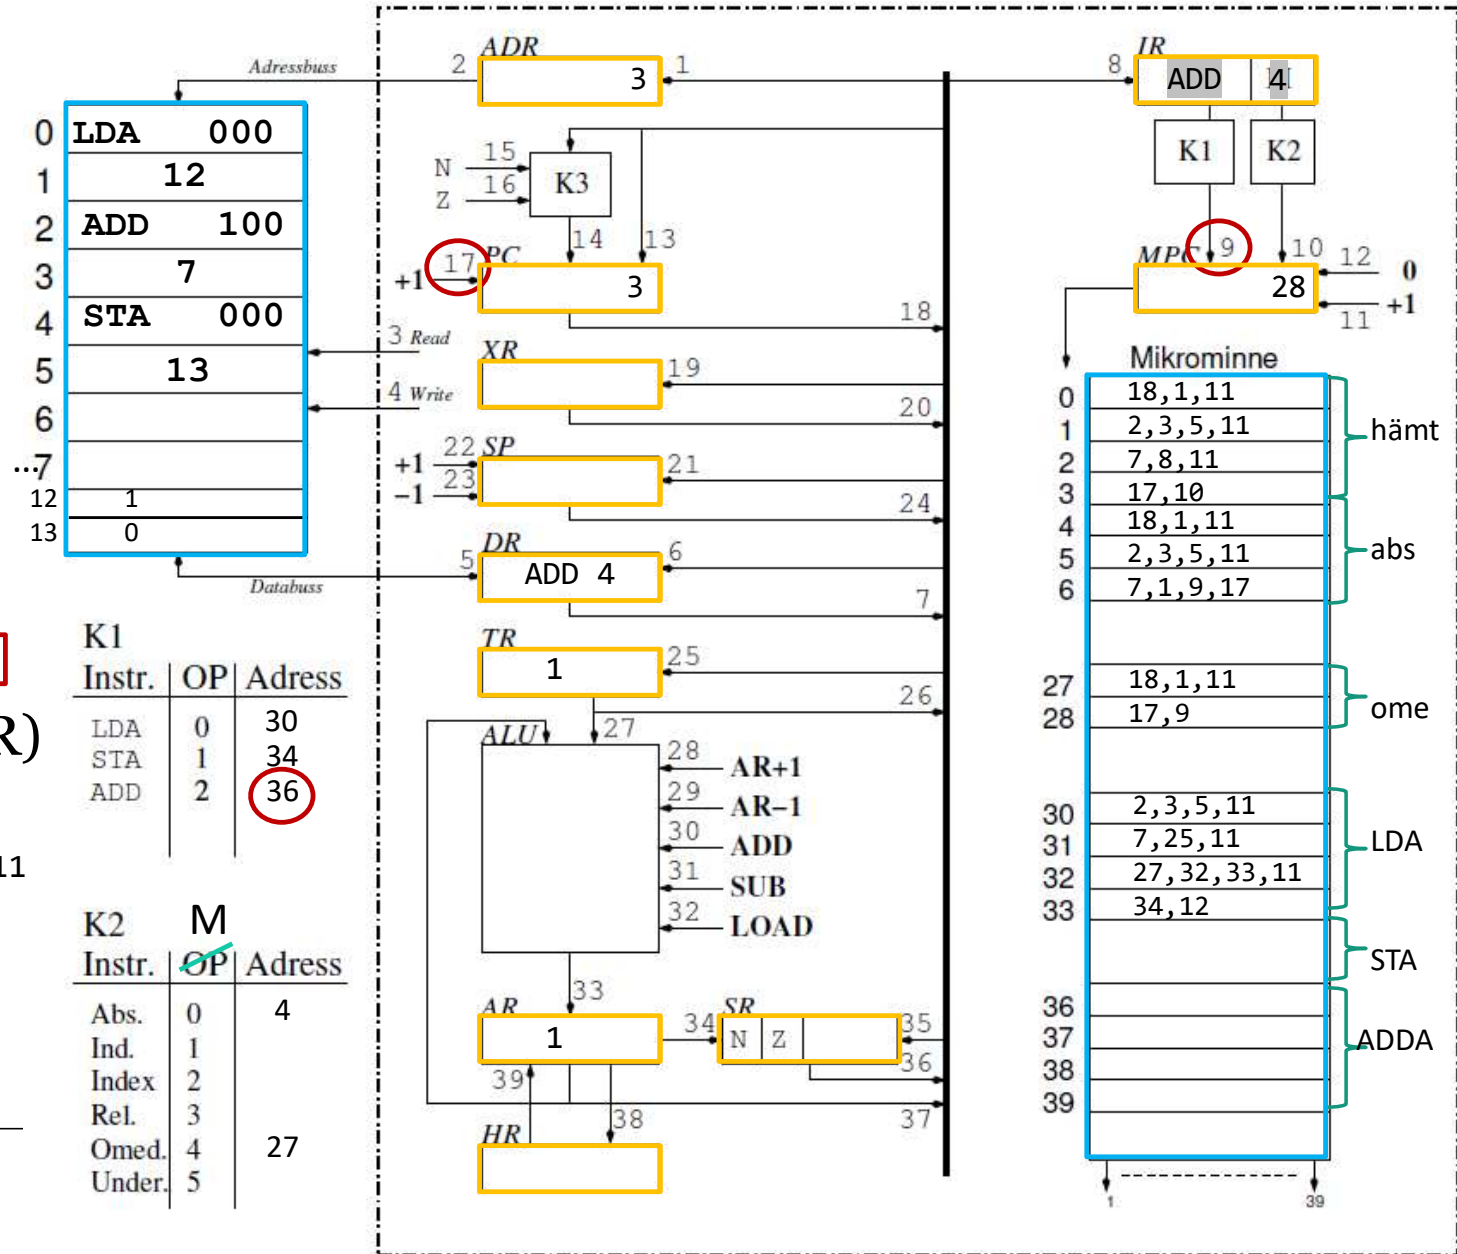 ADR
IR
Adressbuss
2
3
1
8
ADD
4
0 LDA 000
1 12
2 ADD 100
3 7
4 STA 000
5 13
6
...7
12 1
13 0
N 15
Z 16
K3
K1
K2
14
13
PC
+1 17
3
18
MPC
9
10
12 0
28
11 +1
3 Read
4 Write
XR
19
20
+1 22 SP
-1 23
21
24
5 DR
6
ADD 4
7
Databuss
TR
25
1
26
27
ALU
28 AR+1
29 AR−1
30 ADD
31 SUB
32 LOAD
33
AR
1
34
SR
N Z
35
36
39
38
37
HR
Mikrominne
0 18,1,11
1 2,3,5,11
2 7,8,11
3 17,10
hämt
4 18,1,11
5 2,3,5,11
6 7,1,9,17
abs
27 18,1,11
28 17,9
ome
30 2,3,5,11
31 7,25,11
32 27,32,33,11
33 34,12
LDA
STA
36
37
38
39
ADDA
1
39
K1
Instr. OP Adress
LDA 0 30
STA 1 34
ADD 2 36
R)
11
K2
M
Instr. OP Adress
Abs. 0 4
Ind. 1
Index 2
Rel. 3
Omed. 4 27
Under. 5